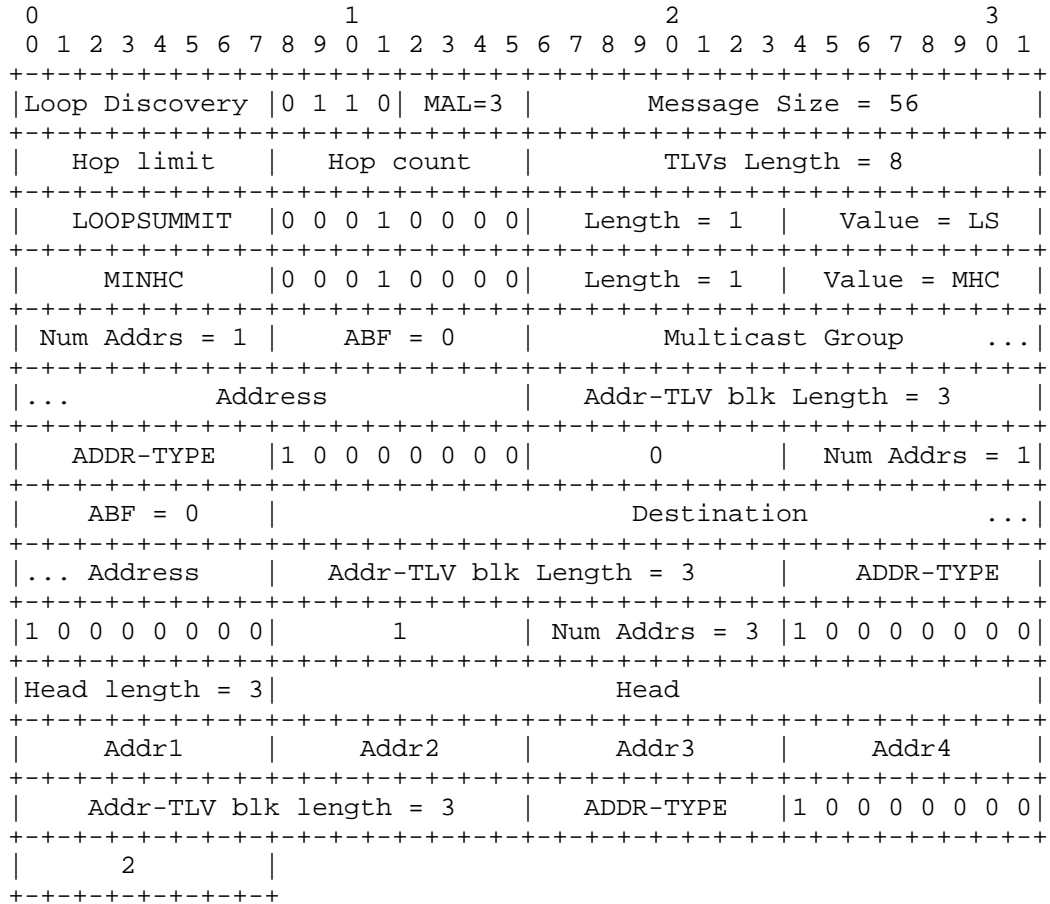 0                   1                   2                   3
 0 1 2 3 4 5 6 7 8 9 0 1 2 3 4 5 6 7 8 9 0 1 2 3 4 5 6 7 8 9 0 1
+-+-+-+-+-+-+-+-+-+-+-+-+-+-+-+-+-+-+-+-+-+-+-+-+-+-+-+-+-+-+-+-+
|Loop Discovery |0 1 1 0| MAL=3 |       Message Size = 56       |
+-+-+-+-+-+-+-+-+-+-+-+-+-+-+-+-+-+-+-+-+-+-+-+-+-+-+-+-+-+-+-+-+
|   Hop limit   |   Hop count   |        TLVs Length = 8        |
+-+-+-+-+-+-+-+-+-+-+-+-+-+-+-+-+-+-+-+-+-+-+-+-+-+-+-+-+-+-+-+-+
|   LOOPSUMMIT  |0 0 0 1 0 0 0 0|   Length = 1  |   Value = LS  |
+-+-+-+-+-+-+-+-+-+-+-+-+-+-+-+-+-+-+-+-+-+-+-+-+-+-+-+-+-+-+-+-+
|     MINHC     |0 0 0 1 0 0 0 0|   Length = 1  |  Value = MHC  |
+-+-+-+-+-+-+-+-+-+-+-+-+-+-+-+-+-+-+-+-+-+-+-+-+-+-+-+-+-+-+-+-+
| Num Addrs = 1 |    ABF = 0    |        Multicast Group     ...|
+-+-+-+-+-+-+-+-+-+-+-+-+-+-+-+-+-+-+-+-+-+-+-+-+-+-+-+-+-+-+-+-+
|...         Address            |   Addr-TLV blk Length = 3     |
+-+-+-+-+-+-+-+-+-+-+-+-+-+-+-+-+-+-+-+-+-+-+-+-+-+-+-+-+-+-+-+-+
|   ADDR-TYPE   |1 0 0 0 0 0 0 0|       0       |  Num Addrs = 1|
+-+-+-+-+-+-+-+-+-+-+-+-+-+-+-+-+-+-+-+-+-+-+-+-+-+-+-+-+-+-+-+-+
|    ABF = 0    |                      Destination           ...|
+-+-+-+-+-+-+-+-+-+-+-+-+-+-+-+-+-+-+-+-+-+-+-+-+-+-+-+-+-+-+-+-+
|... Address    |   Addr-TLV blk Length = 3     |    ADDR-TYPE  |
+-+-+-+-+-+-+-+-+-+-+-+-+-+-+-+-+-+-+-+-+-+-+-+-+-+-+-+-+-+-+-+-+
|1 0 0 0 0 0 0 0|       1       | Num Addrs = 3 |1 0 0 0 0 0 0 0|
+-+-+-+-+-+-+-+-+-+-+-+-+-+-+-+-+-+-+-+-+-+-+-+-+-+-+-+-+-+-+-+-+
|Head length = 3|                     Head                      |
+-+-+-+-+-+-+-+-+-+-+-+-+-+-+-+-+-+-+-+-+-+-+-+-+-+-+-+-+-+-+-+-+
|     Addr1     |     Addr2     |     Addr3     |     Addr4     |
+-+-+-+-+-+-+-+-+-+-+-+-+-+-+-+-+-+-+-+-+-+-+-+-+-+-+-+-+-+-+-+-+
|    Addr-TLV blk length = 3    |   ADDR-TYPE   |1 0 0 0 0 0 0 0|
+-+-+-+-+-+-+-+-+-+-+-+-+-+-+-+-+-+-+-+-+-+-+-+-+-+-+-+-+-+-+-+-+
|      2        |
+-+-+-+-+-+-+-+-+